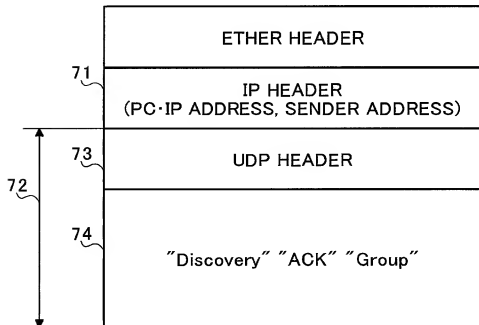 ETHER HEADER
71
IP HEADER
(PC·IP ADDRESS, SENDER ADDRESS)
73
UDP HEADER
72
74
"Discovery" "ACK" "Group"